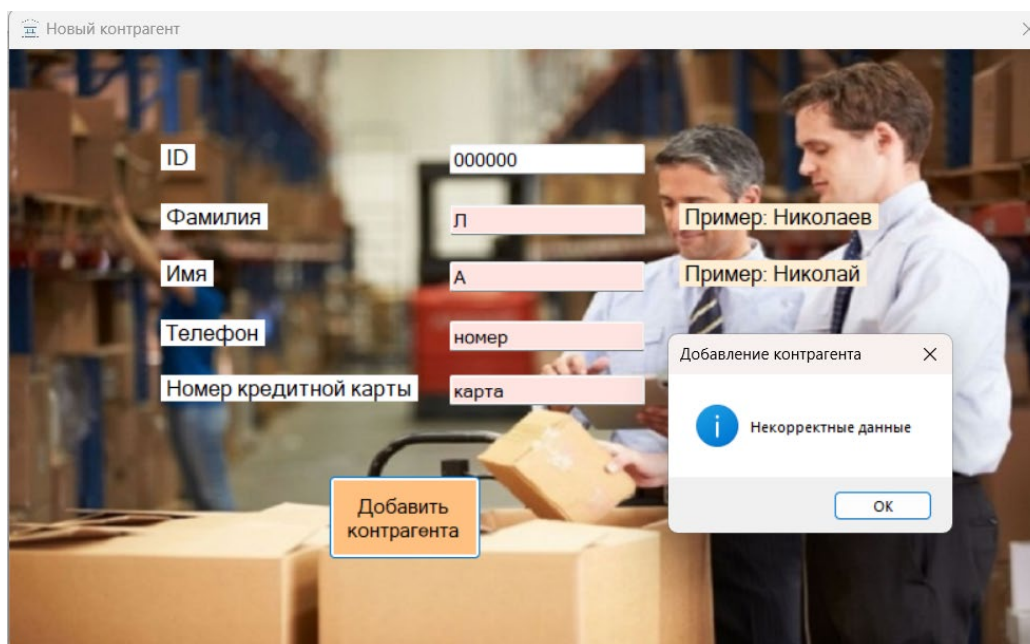 Новый контрагент
ID
000000
Фамилия
Л
Пример: Николаев
Имя
А
Пример: Николай
Телефон
номер
Номер кредитной карты
карта
Добавление контрагента
Некорректные данные
ОК
Добавить
контрагента